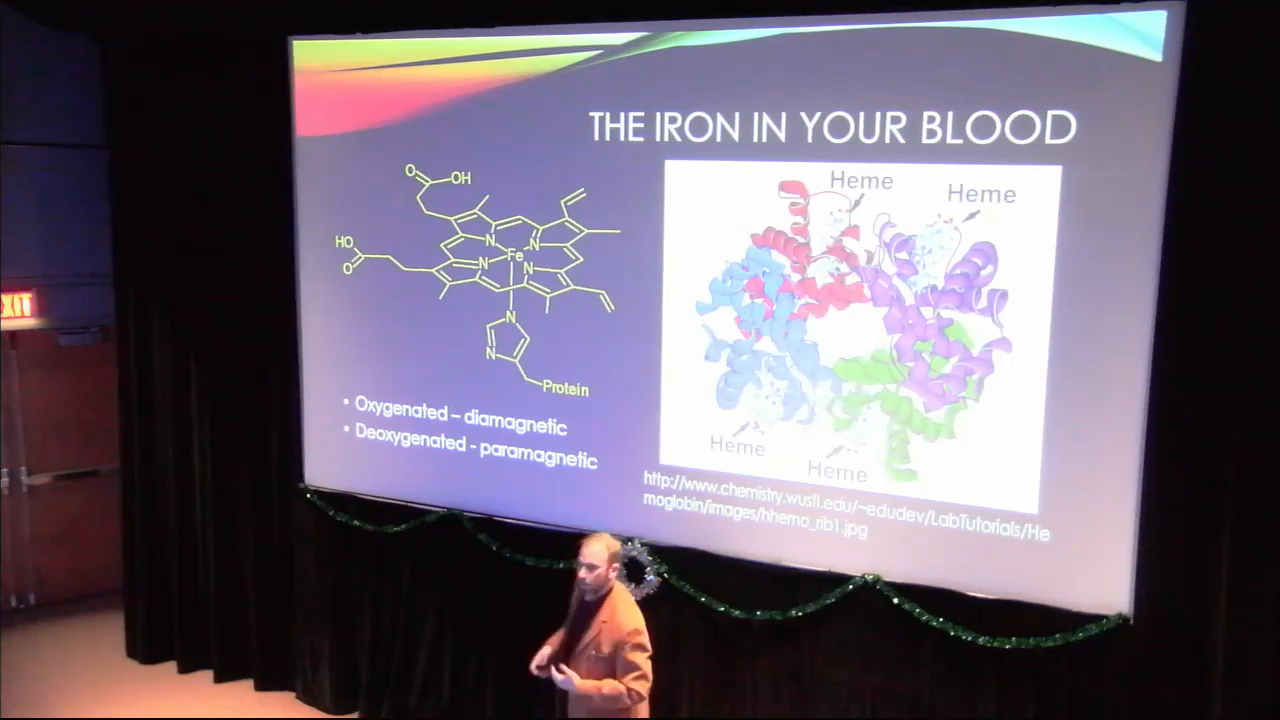 THE IRON IN YOUR BLOOD
O
OH
HO
O
N
N
Fe
N
N
N
N
Protein
• Oxygenated – diamagnetic
• Deoxygenated - paramagnetic
Heme
Heme
Heme
Heme
http://www.chemistry.wustl.edu/~edudev/LabTutorials/He
moglobin/images/hhemo_rib1.jpg
EXIT